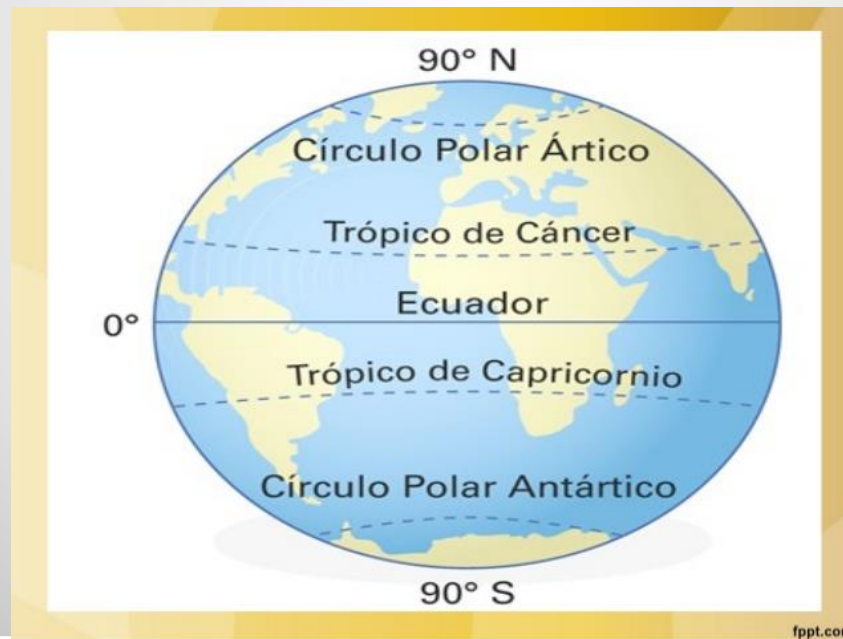 90° N
Círculo Polar Ártico
Trópico de Cáncer
Ecuador
0°
Trópico de Capricornio
Círculo Polar Antártico
90° S
fppt.com